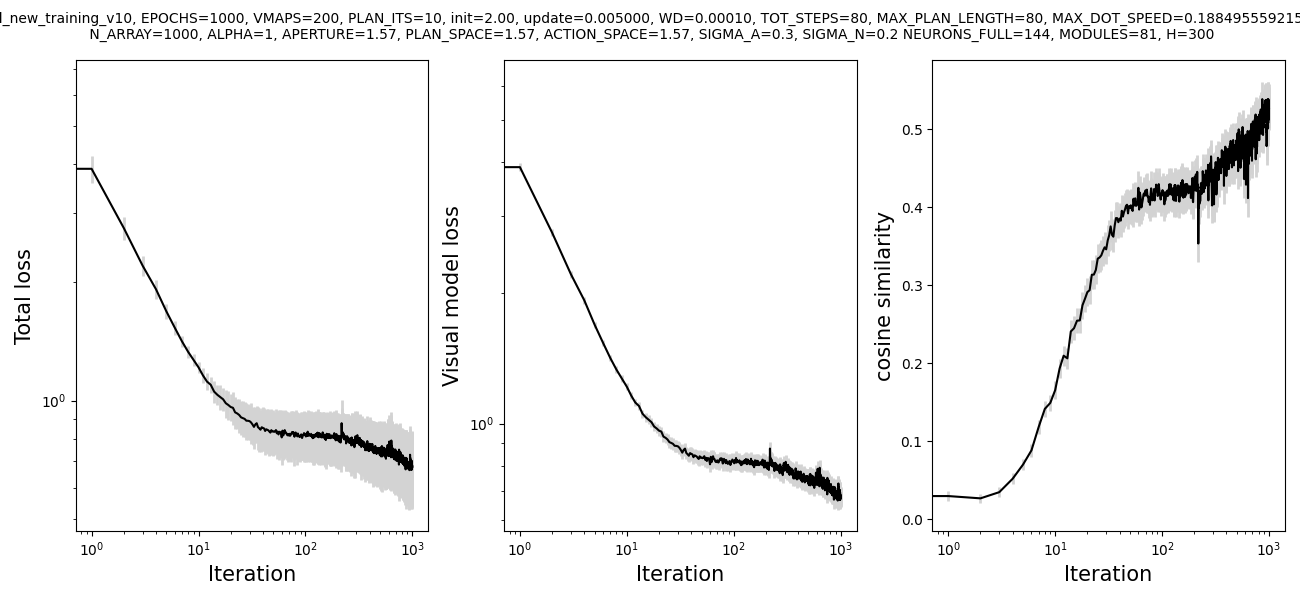 l_new_training_v10, EPOCHS=1000, VMAPS=200, PLAN_ITS=10, init=2.00, update=0.005000, WD=0.00010, TOT_STEPS=80, MAX_PLAN_LENGTH=80, MAX_DOT_SPEED=0.188495559215
N_ARRAY=1000, ALPHA=1, APERTURE=1.57, PLAN_SPACE=1.57, ACTION_SPACE=1.57, SIGMA_A=0.3, SIGMA_N=0.2 NEURONS_FULL=144, MODULES=81, H=300
Total loss
10⁰
10⁰ 10¹ 10² 10³
Iteration
Visual model loss
10⁰
10⁰ 10¹ 10² 10³
Iteration
cosine similarity
0.5
0.4
0.3
0.2
0.1
0.0
10⁰ 10¹ 10² 10³
Iteration